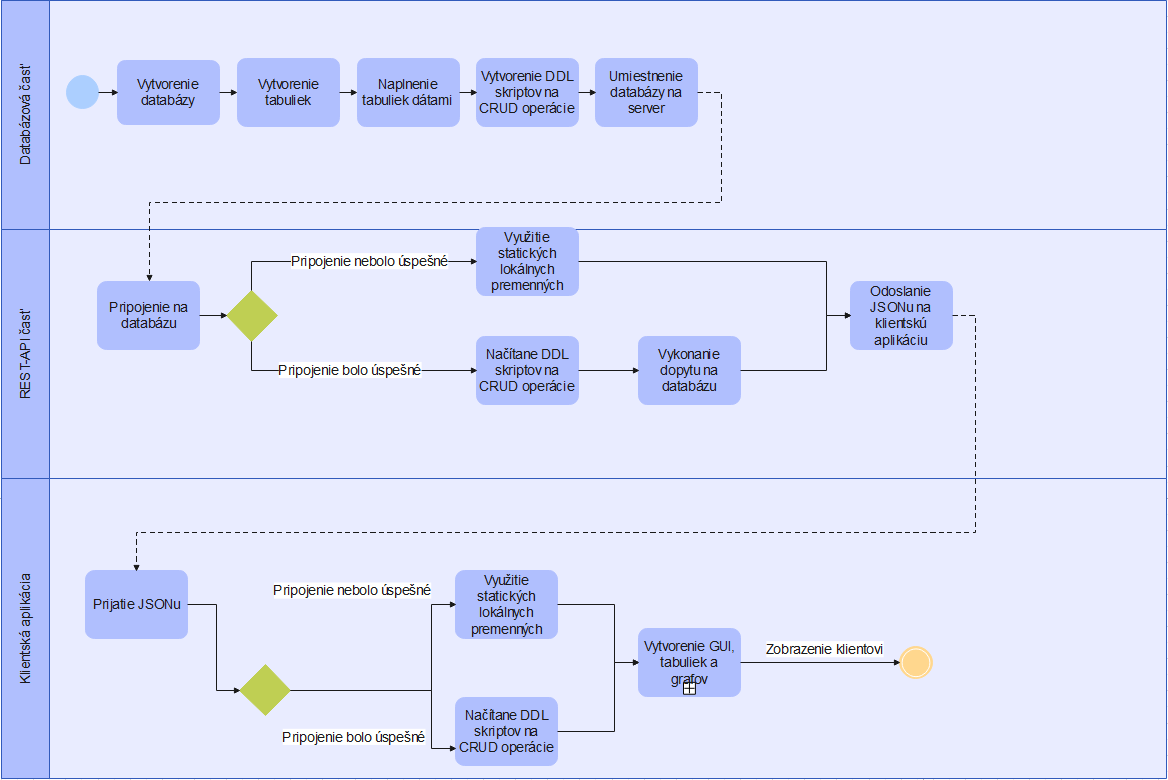 Databázová časť
Vytvorenie
databázy
Vytvorenie
tabuliek
Naplnenie
tabuliek dátami
Vytvorenie DDL
skriptov na
CRUD operácie
Umiestnenie
databázy na
server
REST-API časť
Pripojenie na
databázu
Pripojenie nebolo úspešné
Využitie
statických
lokálnych
premenných
Pripojenie bolo úspešné
Načítane DDL
skriptov na
CRUD operácie
Vykonanie
dopytu na
databázu
Odoslanie
JSONu na
klientskú
aplikáciu
Klientská aplikácia
Prijatie JSONu
Pripojenie nebolo úspešné
Využitie
statických
lokálnych
premenných
Pripojenie bolo úspešné
Načítane DDL
skriptov na
CRUD operácie
Vytvorenie GUI,
tabuliek a
grafov
Zobrazenie klientovi